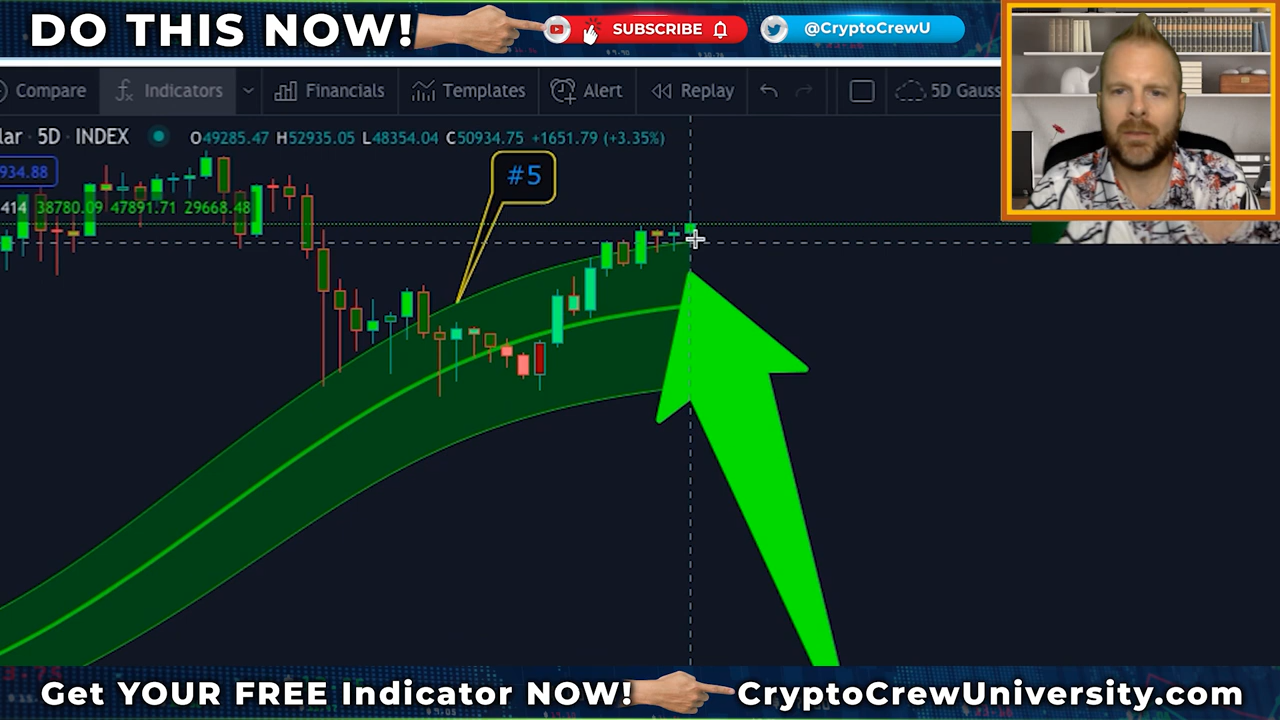 DO THIS NOW!
SUBSCRIBE
@CryptoCrewU
Compare
Indicators
Financials
Templates
Alert
Replay
5D Gauss
lar · 5D · INDEX
O49285.47 H52935.05 L48354.04 C50934.75 +1651.79 (+3.35%)
934.88
414 38780.09 47891.71 29668.48
#5
Get YOUR FREE Indicator NOW!
CryptoCrewUniversity.com